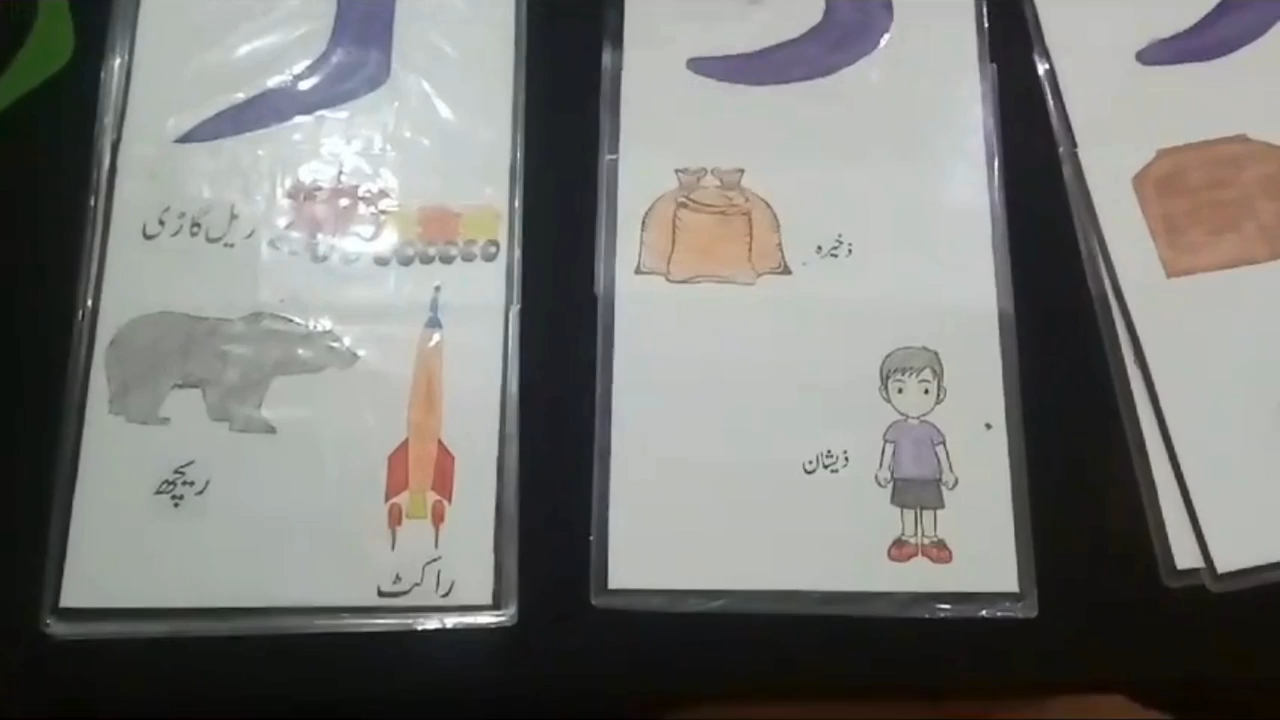 ر
ریل گاڑی
ریچھ
راکٹ
ذخیرہ
ذیشان